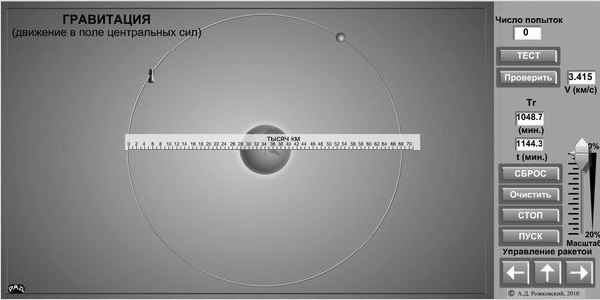 ГРАВИТАЦИЯ
(движение в поле центральных сил)
ТЫСЯЧ КМ
0 2 4 6 8 10 12 14 16 18 20 22 24 26 28 30 32 34 36 38 40 42 44 46 48 50 52 54 56 58 60 62 64 66 68 70
Число попыток
0
ТЕСТ
Проверить
3.415
V (км/с)
Tr
1048.7
(мин.)
1144.3
t (мин.)
0%
СБРОС
Очистить
СТОП
ПУСК
20%
Масштаб
Управление ракетой
© А.Д. Рожковский, 2010
РАД